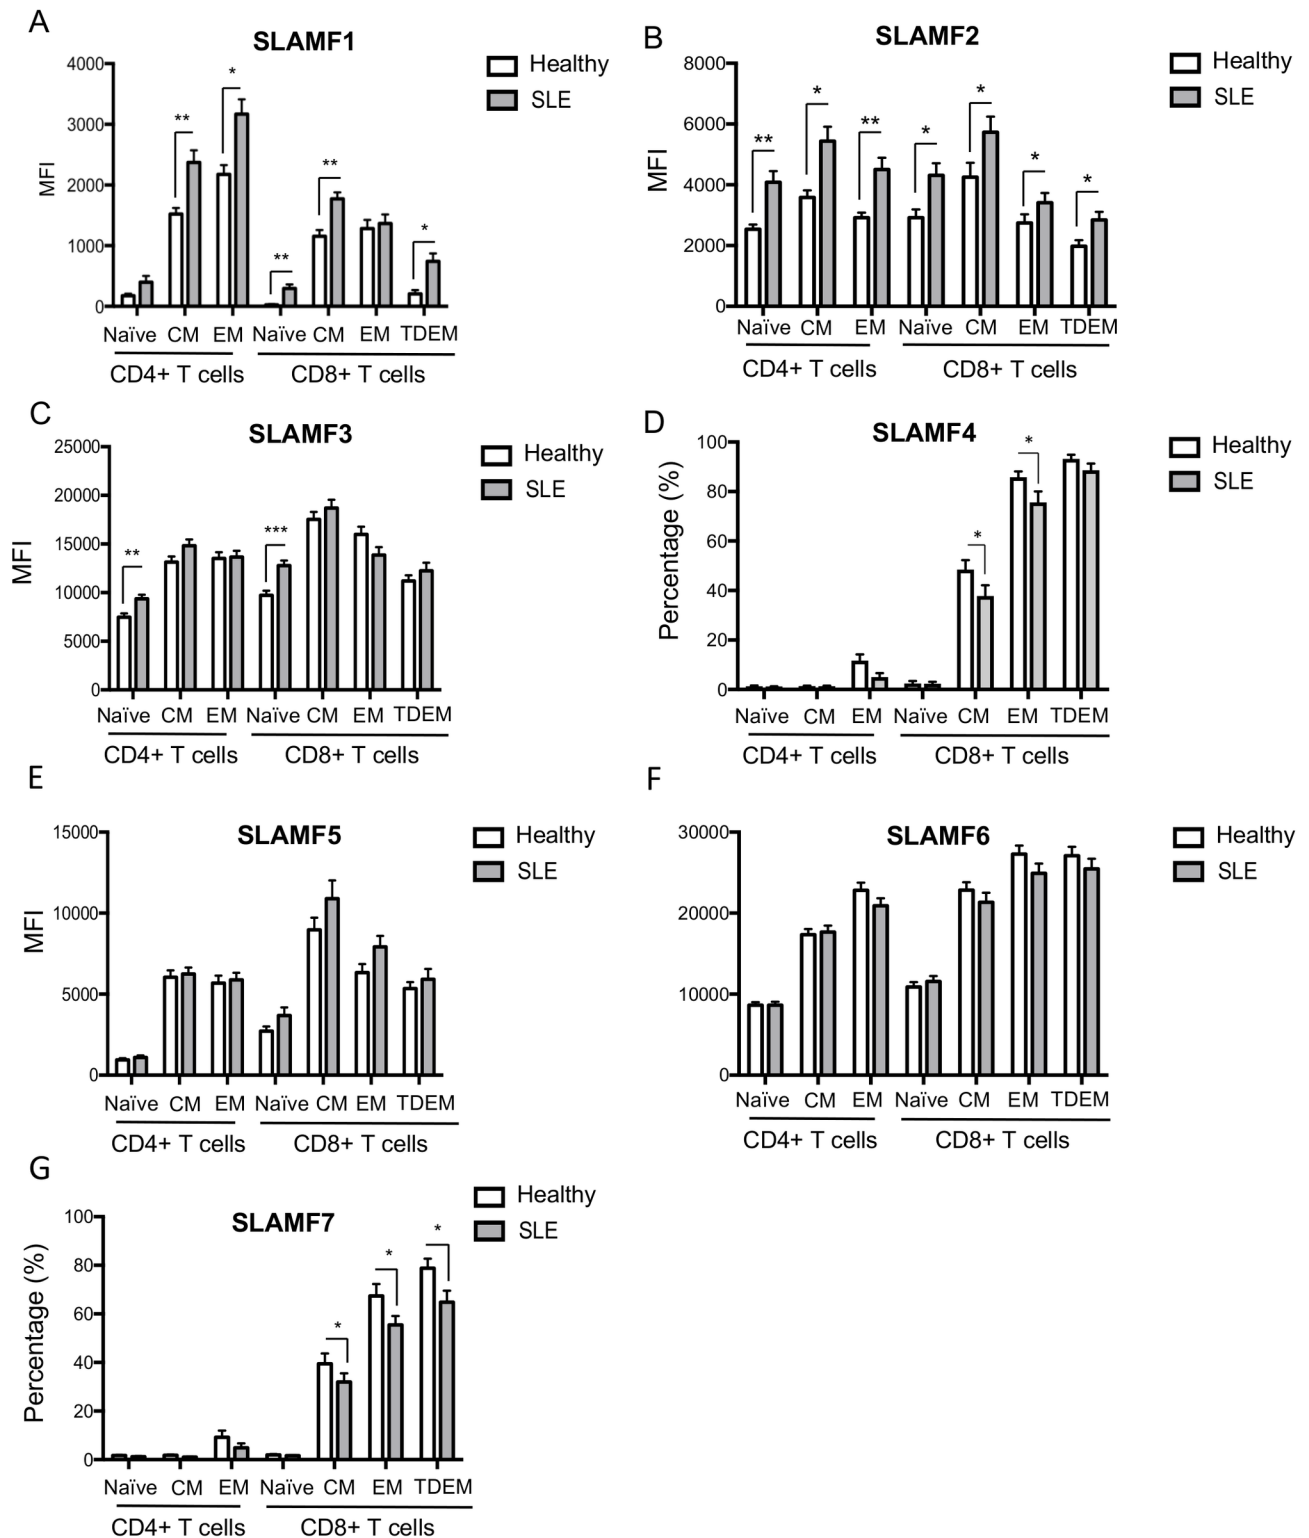 A
SLAMF1
Healthy
SLE
MFI
4000
3000
2000
1000
0
** * ** ** *
Naïve CM EM Naïve CM EM TDEM
CD4+ T cells CD8+ T cells
B
SLAMF2
Healthy
SLE
MFI
8000
6000
4000
2000
0
** * ** * * * *
Naïve CM EM Naïve CM EM TDEM
CD4+ T cells CD8+ T cells
C
SLAMF3
Healthy
SLE
MFI
25000
20000
15000
10000
5000
0
** ***
Naïve CM EM Naïve CM EM TDEM
CD4+ T cells CD8+ T cells
D
SLAMF4
Healthy
SLE
Percentage (%)
100
80
60
40
20
0
* *
Naïve CM EM Naïve CM EM TDEM
CD4+ T cells CD8+ T cells
E
SLAMF5
Healthy
SLE
MFI
15000
10000
5000
0
Naïve CM EM Naïve CM EM TDEM
CD4+ T cells CD8+ T cells
F
SLAMF6
Healthy
SLE
30000
20000
10000
0
Naïve CM EM Naïve CM EM TDEM
CD4+ T cells CD8+ T cells
G
SLAMF7
Healthy
SLE
Percentage (%)
100
80
60
40
20
0
* * *
Naïve CM EM Naïve CM EM TDEM
CD4+ T cells CD8+ T cells